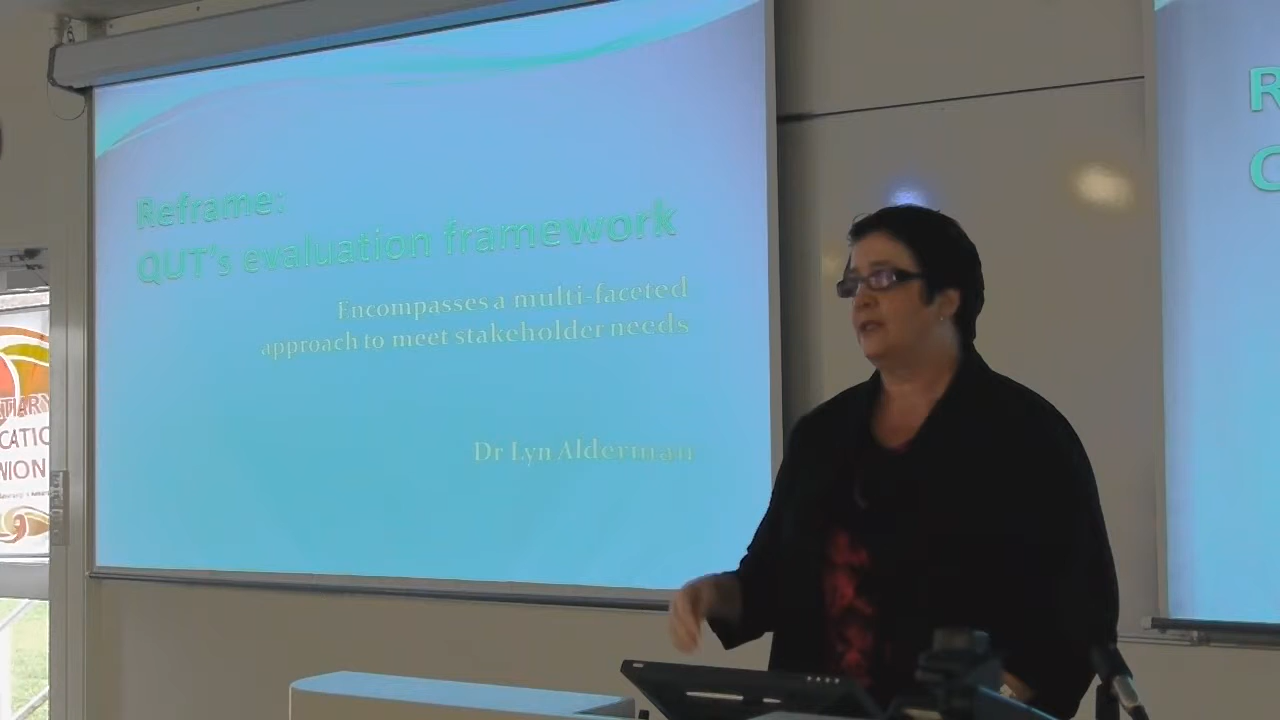 Reframe:
QUT's evaluation framework
Encompasses a multi-faceted
approach to meet stakeholder needs
Dr Lyn Alderman
R